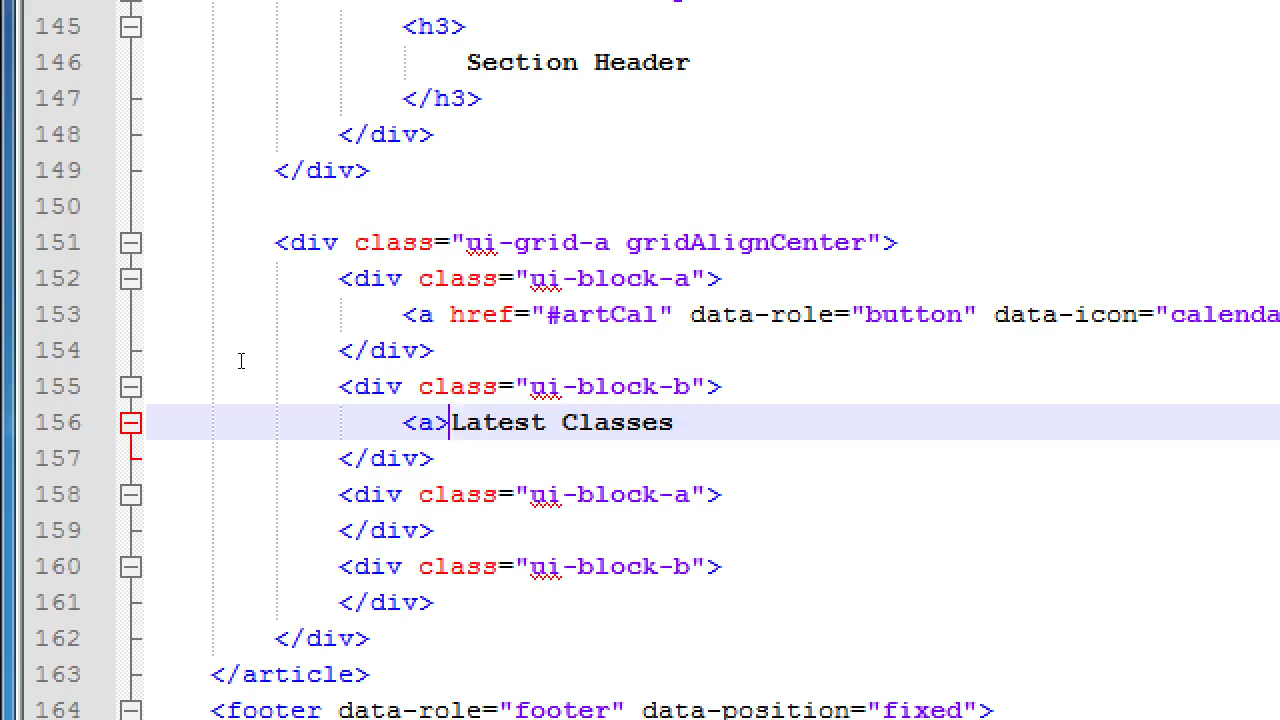 145 <h3>
146 Section Header
147 </h3>
148 </div>
149 </div>
150
151 <div class="ui-grid-a gridAlignCenter">
152 <div class="ui-block-a">
153 <a href="#artCal" data-role="button" data-icon="calenda
154 </div>
155 <div class="ui-block-b">
156 <a>Latest Classes
157 </div>
158 <div class="ui-block-a">
159 </div>
160 <div class="ui-block-b">
161 </div>
162 </div>
163 </article>
164 <footer data-role="footer" data-position="fixed">